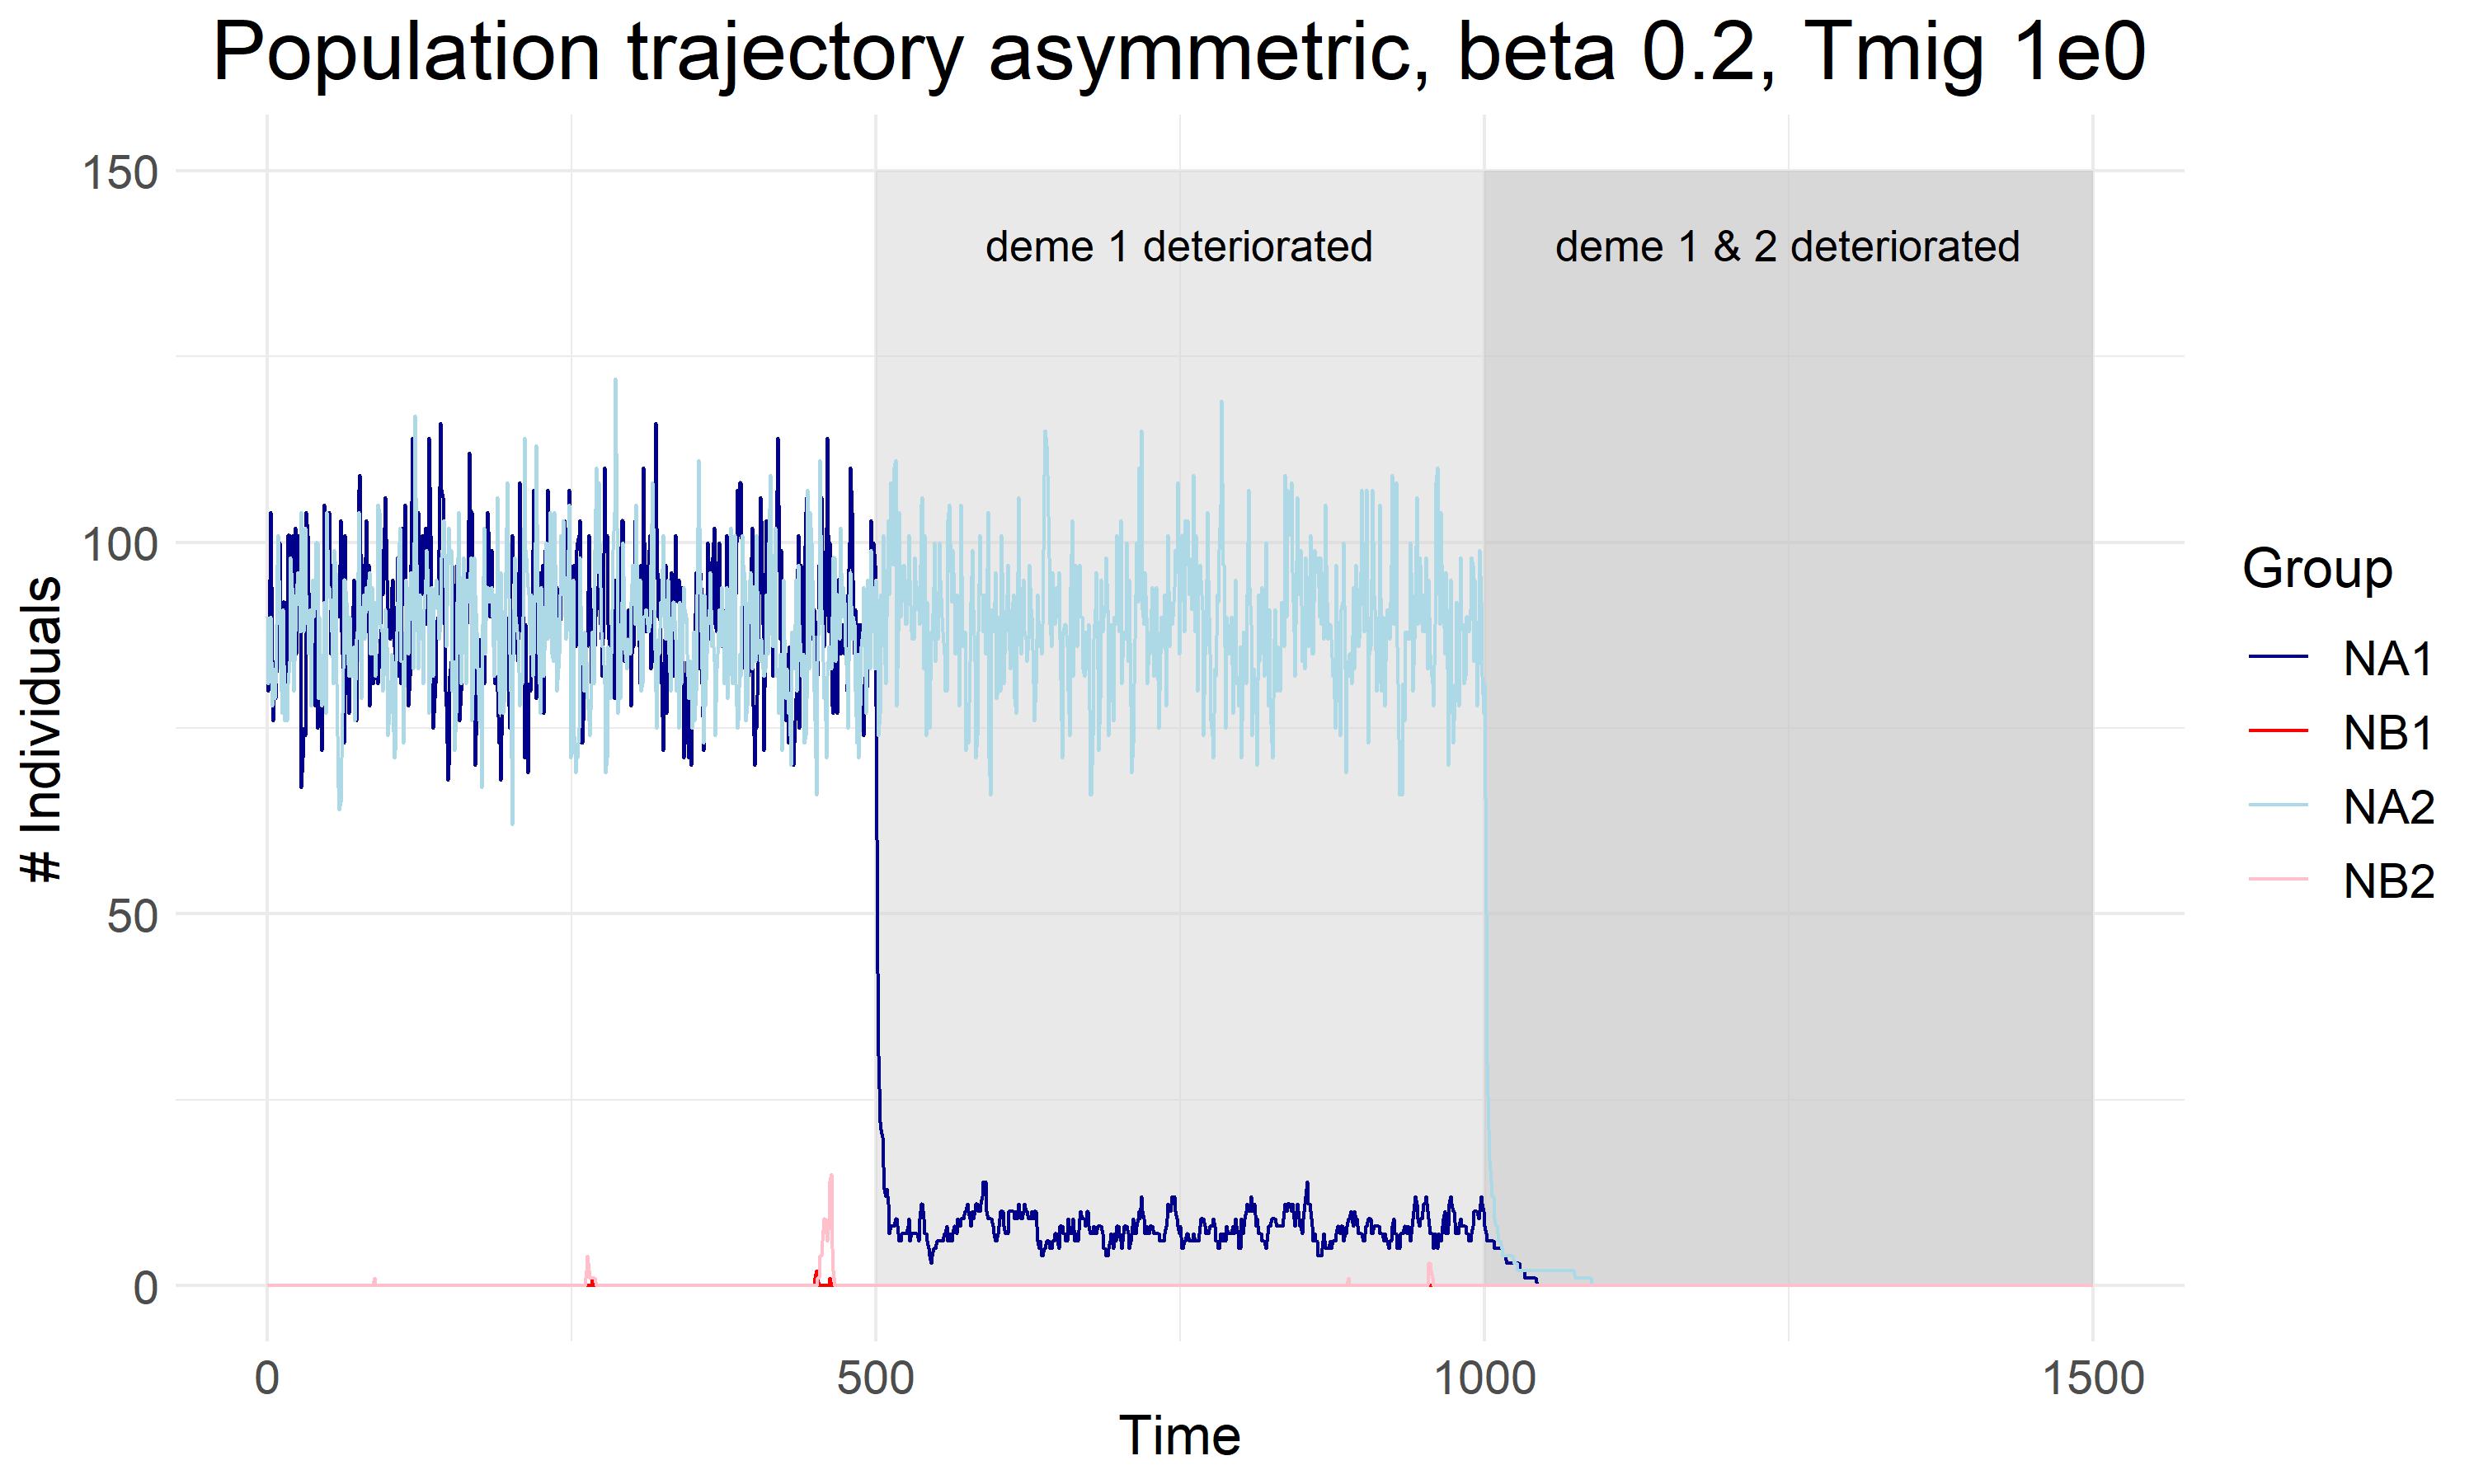 Population trajectory asymmetric, beta 0.2, Tmig 1e0
150
100
50
0
# Individuals
deme 1 deteriorated
deme 1 & 2 deteriorated
0
500
1000
1500
Time
Group
NA1
NB1
NA2
NB2